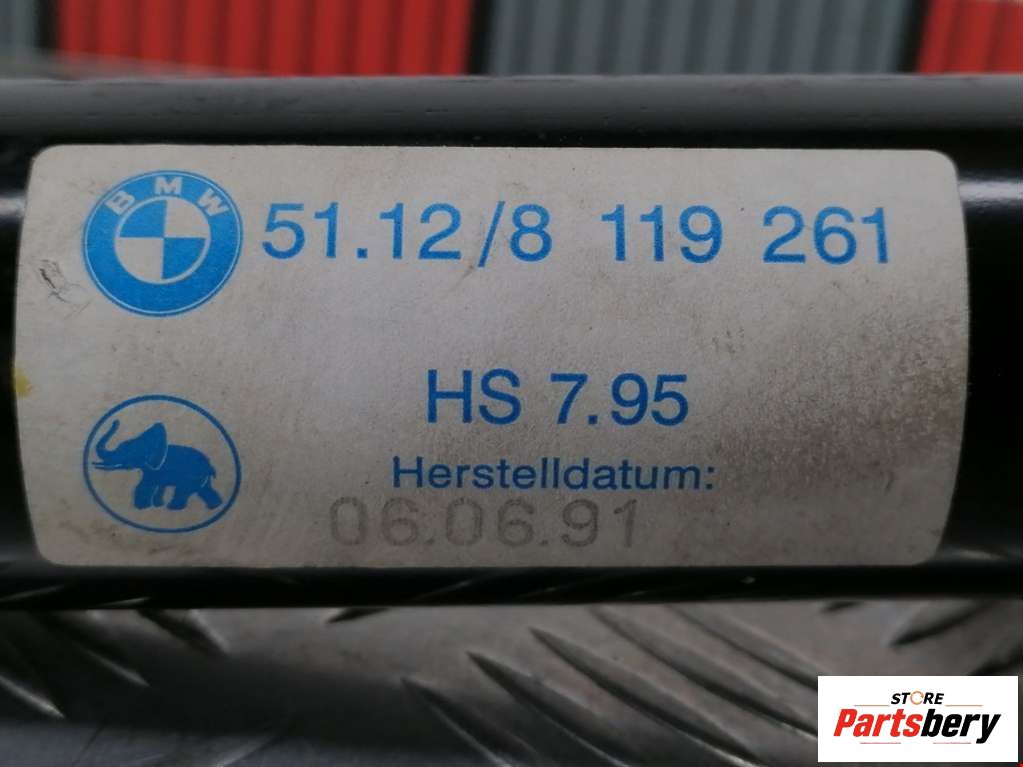 BMW
51.12/8 119 261
HS 7.95
Herstelldatum:
06.06.91
STORE
Partsbery